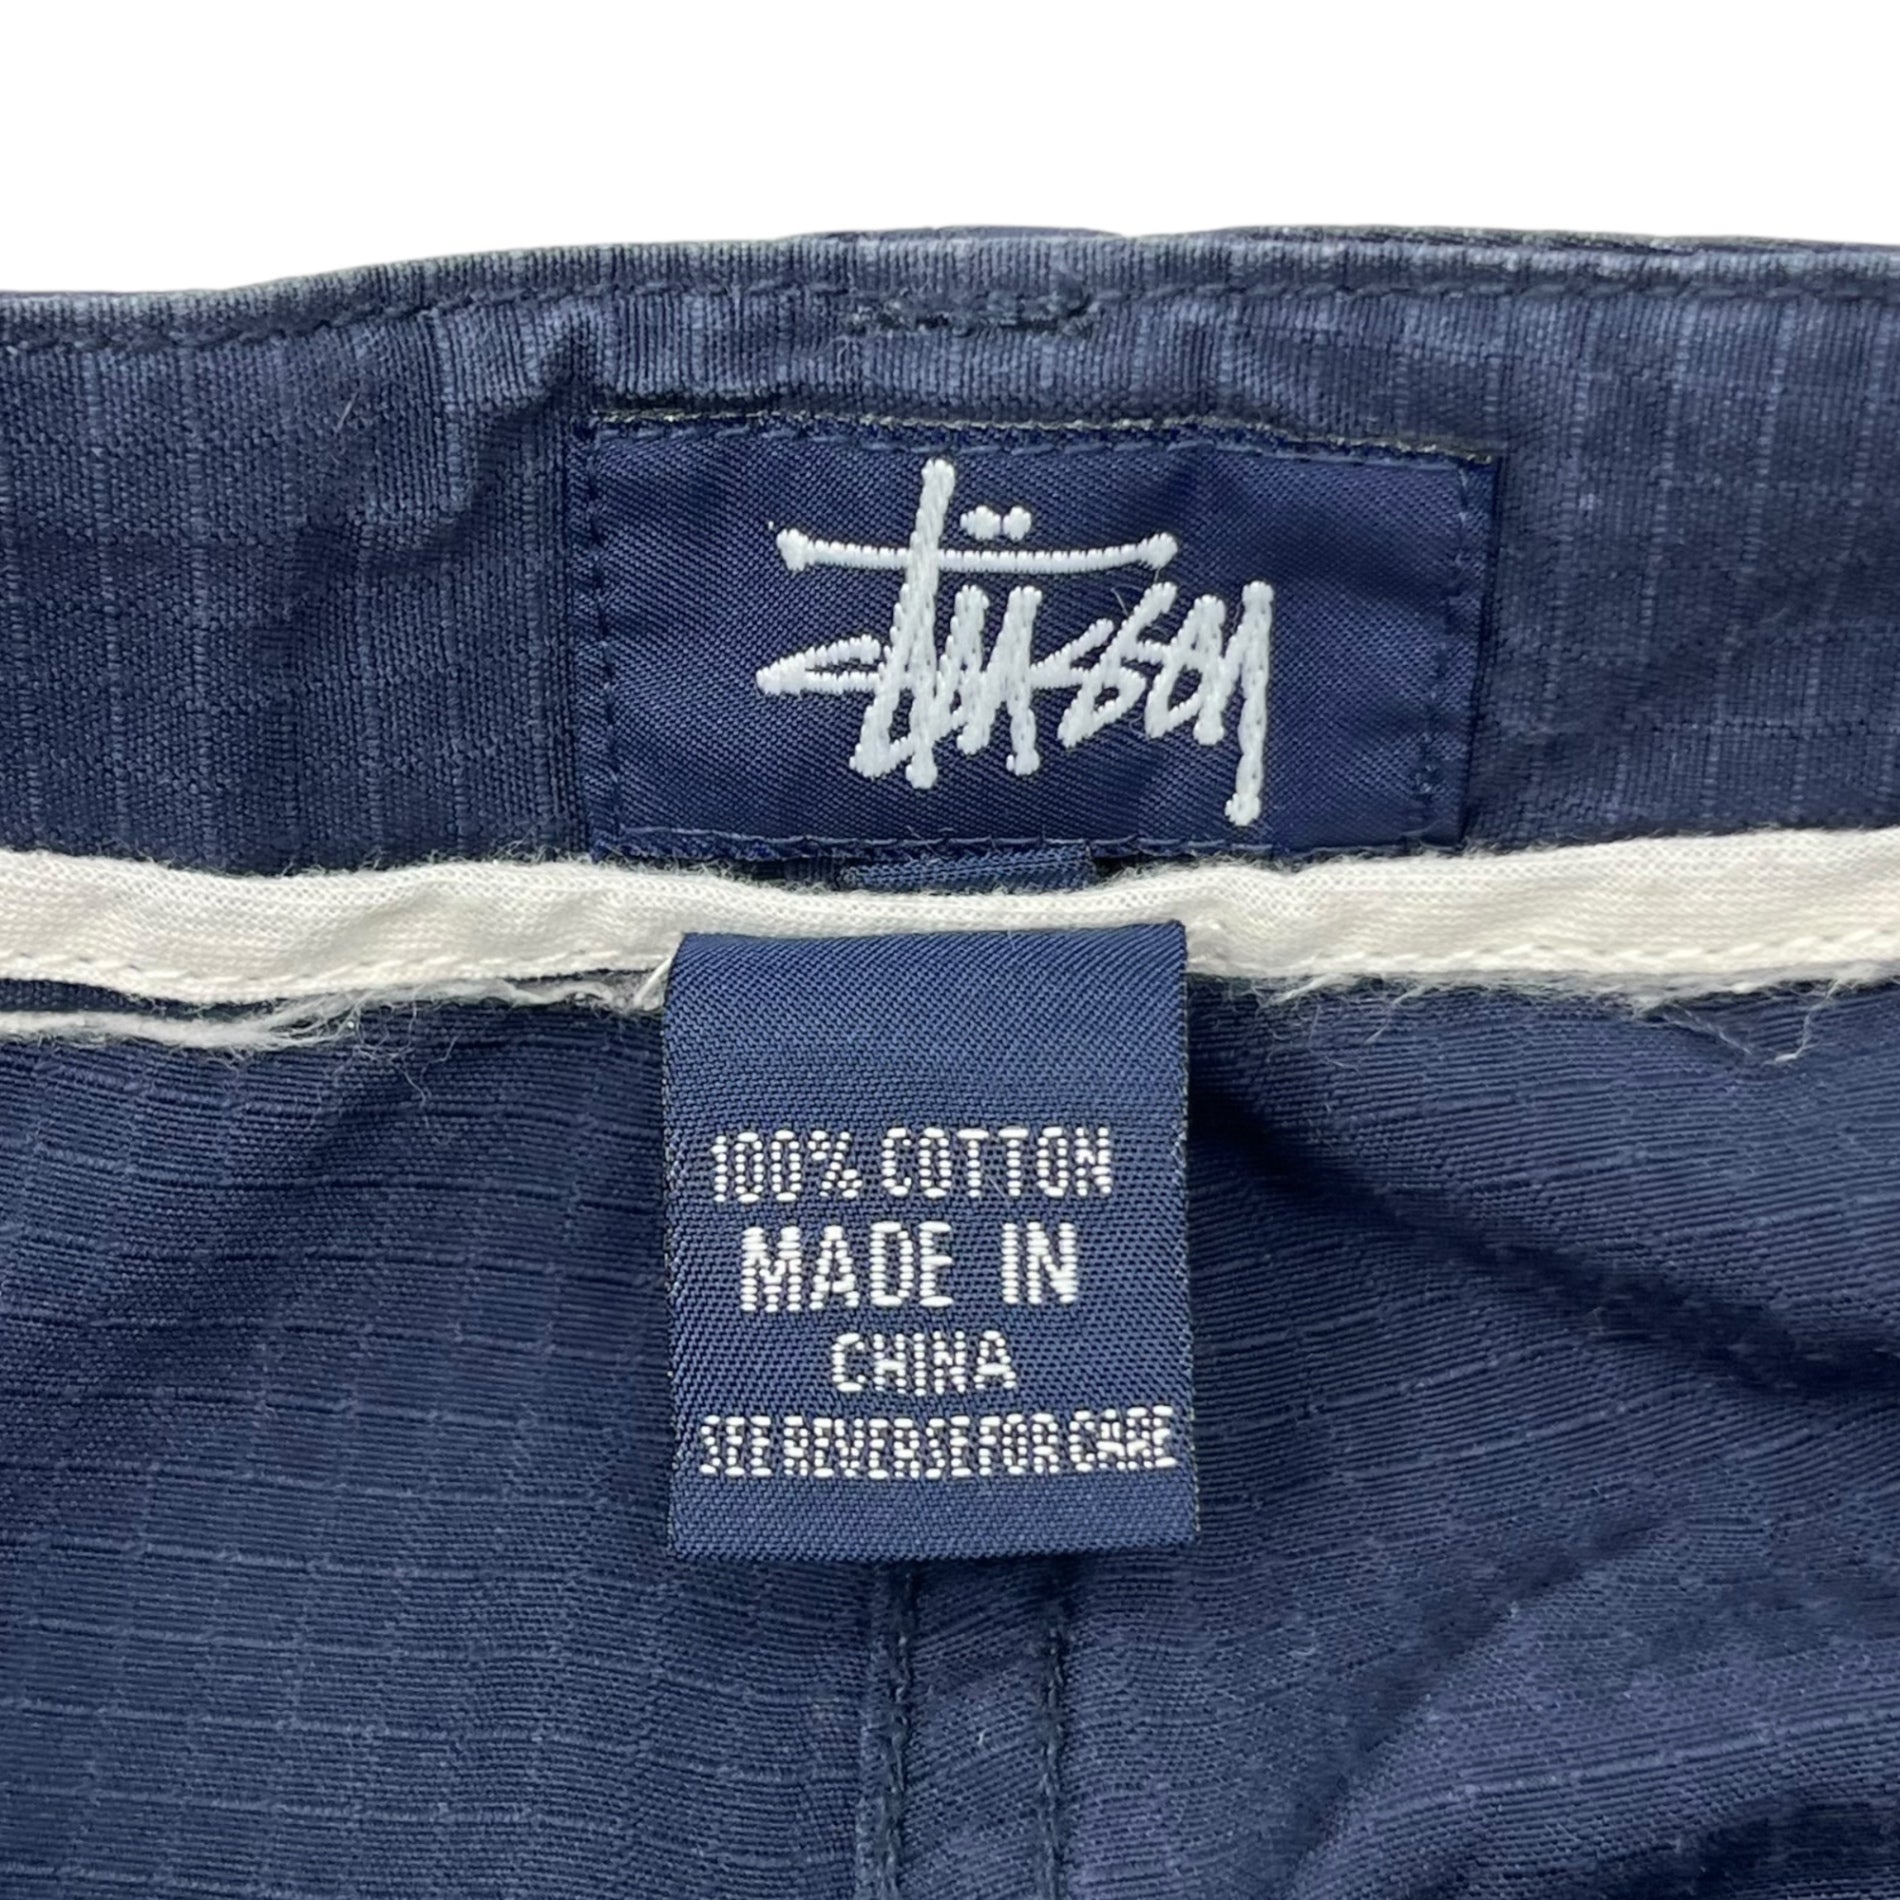 Stüssy
100% COTTON
MADE IN
CHINA
SEE REVERSE FOR CARE